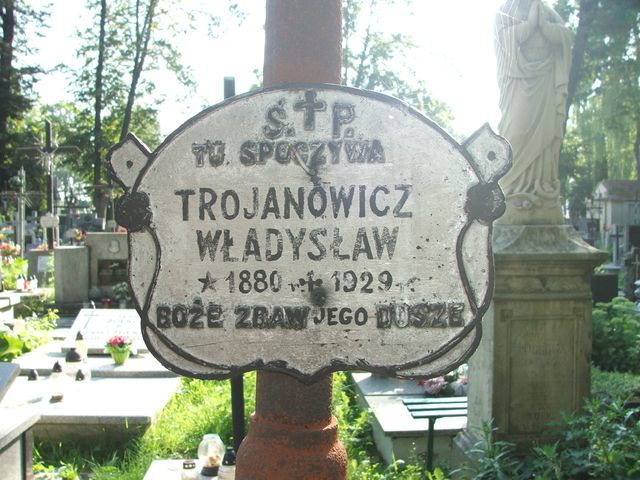 Ś. ✝ P.
TU SPOCZYWA
TROJANOWICZ
WŁADYSŁAW
★ 1880 ✝ 1929 r.
BOŻE ZBAW JEGO DUSZE